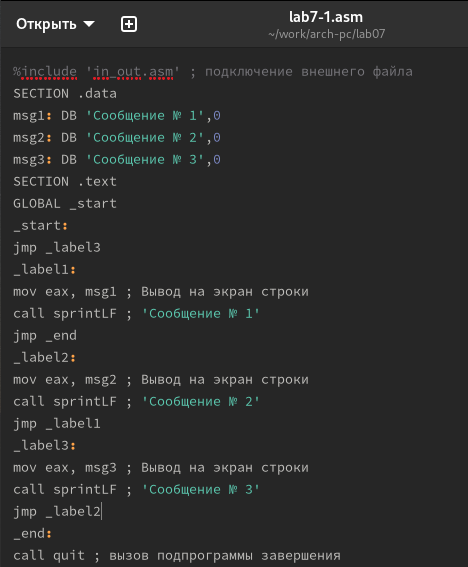 Открыть
lab7-1.asm
~/work/arch-pc/lab07
%include 'in_out.asm' ; подключение внешнего файла
SECTION .data
msg1: DB 'Сообщение № 1',0
msg2: DB 'Сообщение № 2',0
msg3: DB 'Сообщение № 3',0
SECTION .text
GLOBAL _start
_start:
jmp _label3
_label1:
mov eax, msg1 ; Вывод на экран строки
call sprintLF ; 'Сообщение № 1'
jmp _end
_label2:
mov eax, msg2 ; Вывод на экран строки
call sprintLF ; 'Сообщение № 2'
jmp _label1
_label3:
mov eax, msg3 ; Вывод на экран строки
call sprintLF ; 'Сообщение № 3'
jmp _label2
_end:
call quit ; вызов подпрограммы завершения